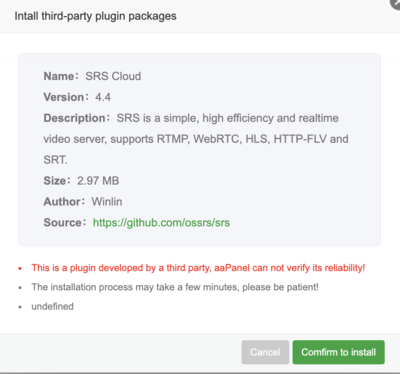 Intall third-party plugin packages
Name： SRS Cloud
Version： 4.4
Description： SRS is a simple, high efficiency and realtime
video server, supports RTMP, WebRTC, HLS, HTTP-FLV and
SRT.
Size： 2.97 MB
Author： Winlin
Source： https://github.com/ossrs/srs
• This is a plugin developed by a third party, aaPanel can not verify its reliability!
• The installation process may take a few minutes, please be patient!
• undefined
Cancel Comfirm to install